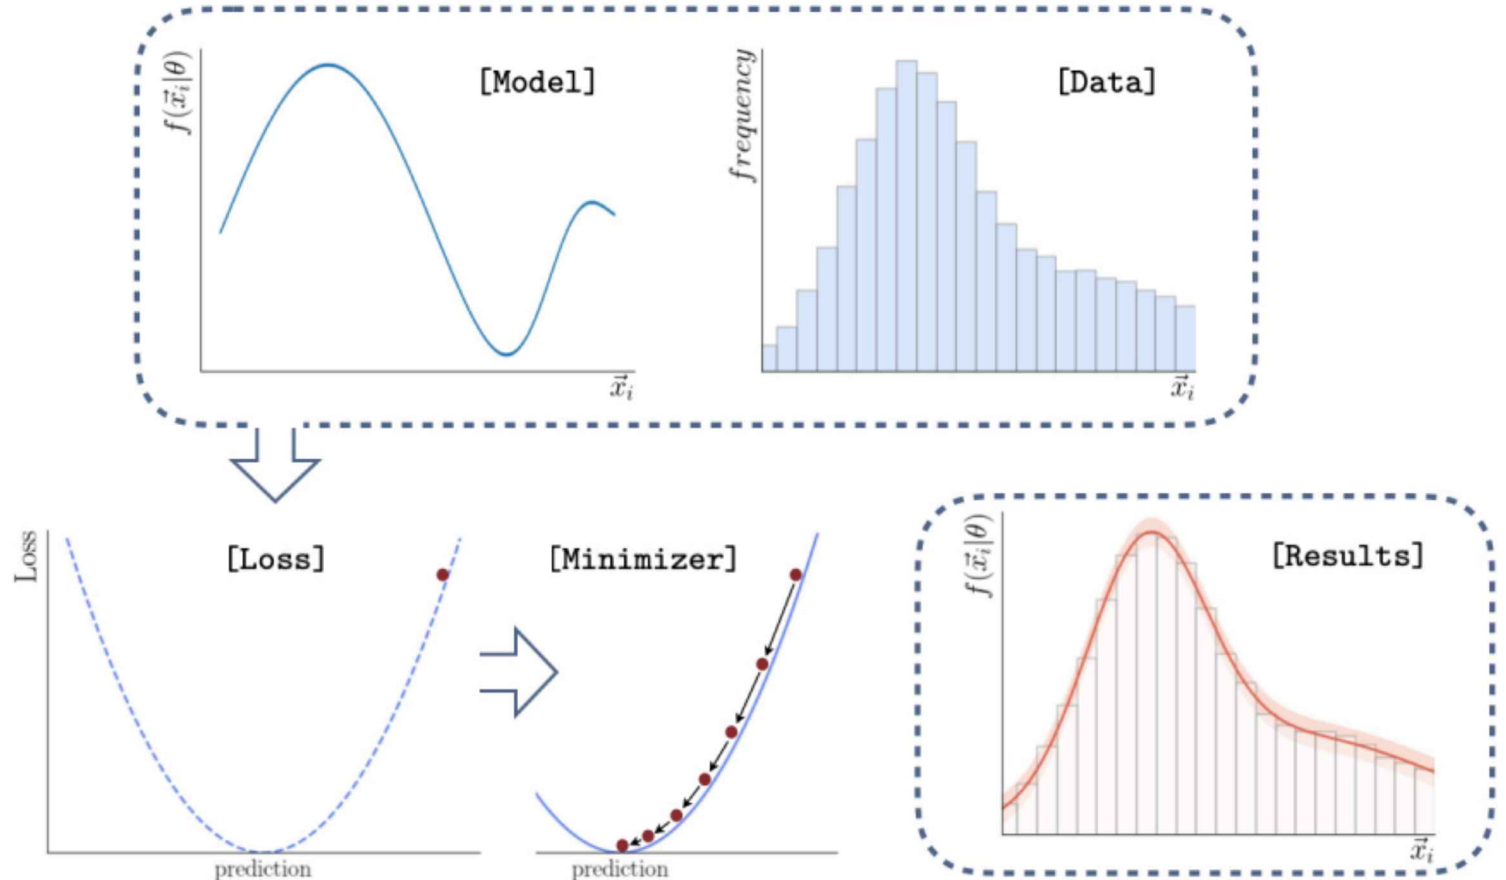 f(x⃗ᵢ|θ)
[Model]
x⃗ᵢ
frequency
[Data]
x⃗ᵢ
Loss
[Loss]
prediction
[Minimizer]
prediction
f(x⃗ᵢ|θ)
[Results]
x⃗ᵢ